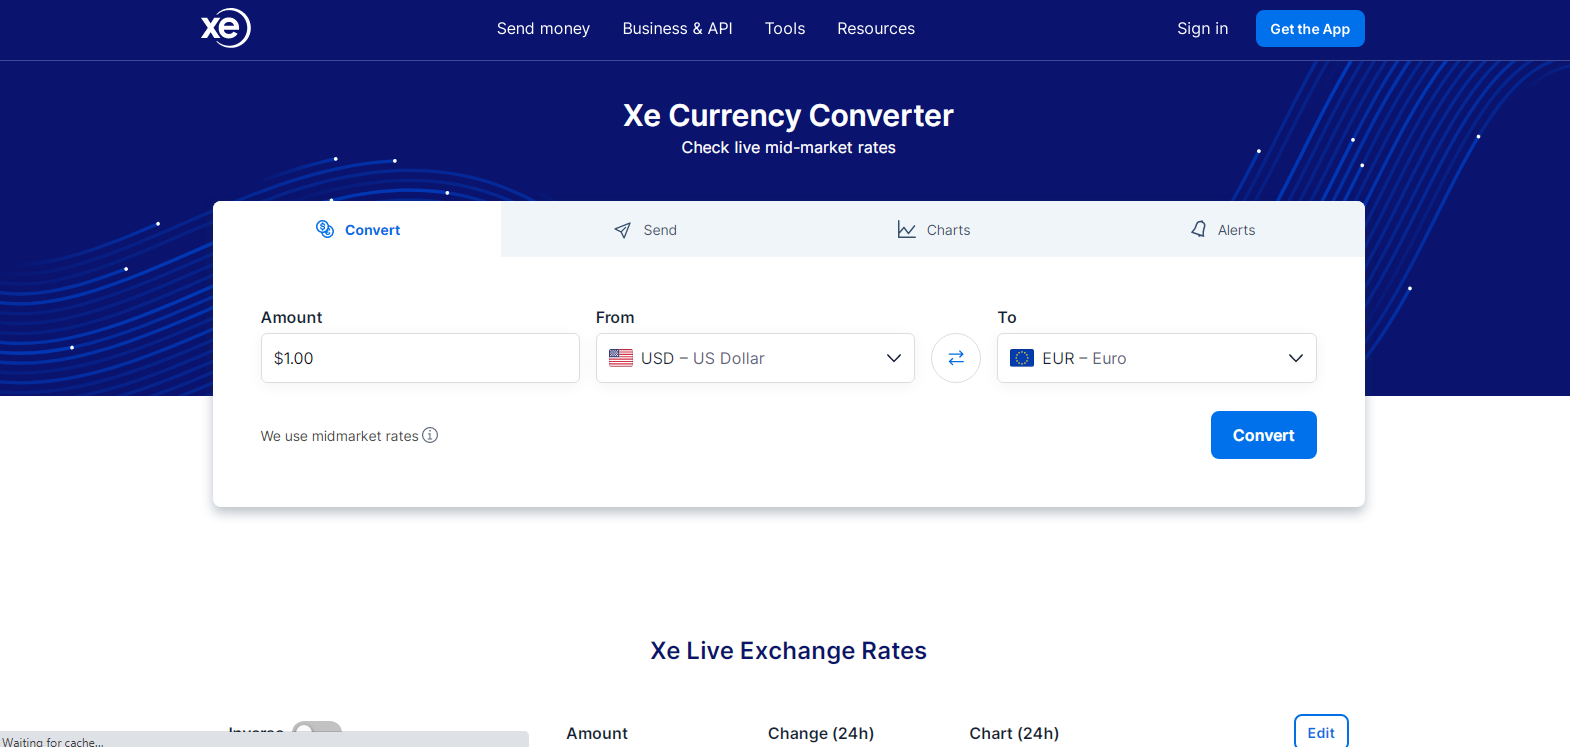 xe Send money Business & API Tools Resources Sign in Get the App
Xe Currency Converter
Check live mid-market rates
Convert Send Charts Alerts
Amount From To
$1.00 USD – US Dollar EUR – Euro
We use midmarket rates Convert
Xe Live Exchange Rates
Inverse Amount Change (24h) Chart (24h) Edit
Waiting for cache...